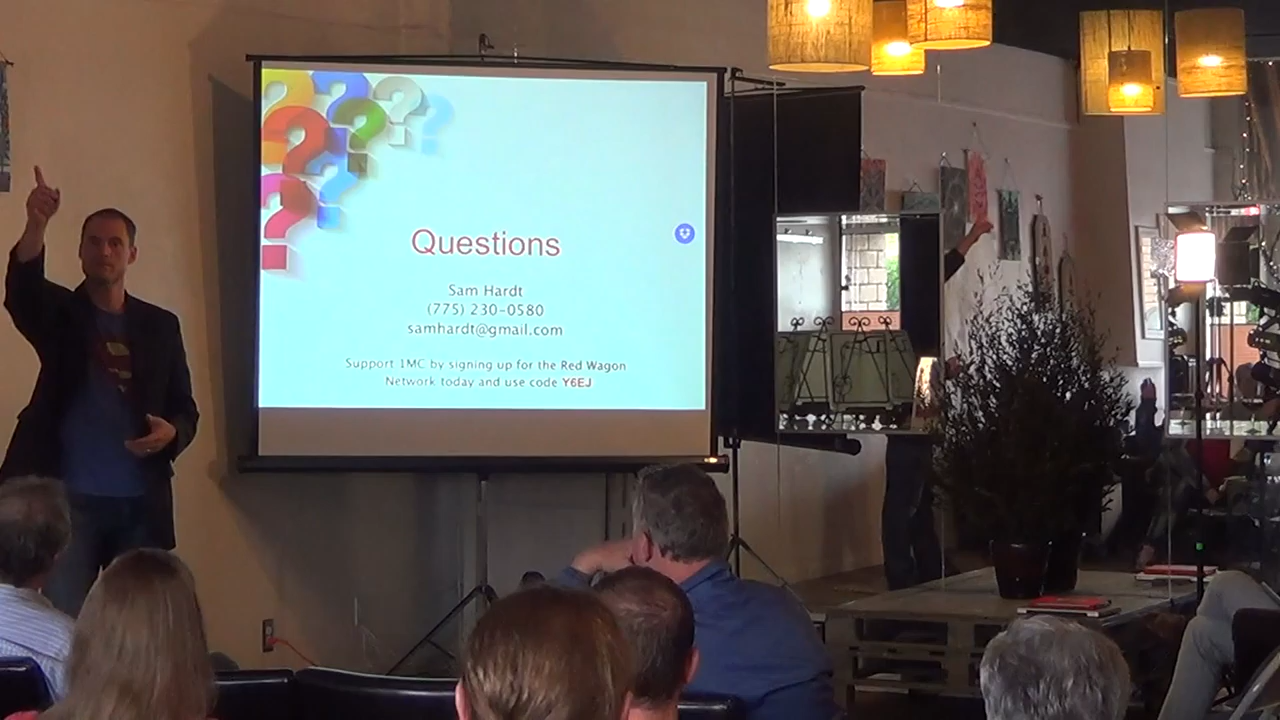 Questions
Sam Hardt
(775) 230-0580
samhardt@gmail.com
Support 1MC by signing up for the Red Wagon
Network today and use code Y6EJ